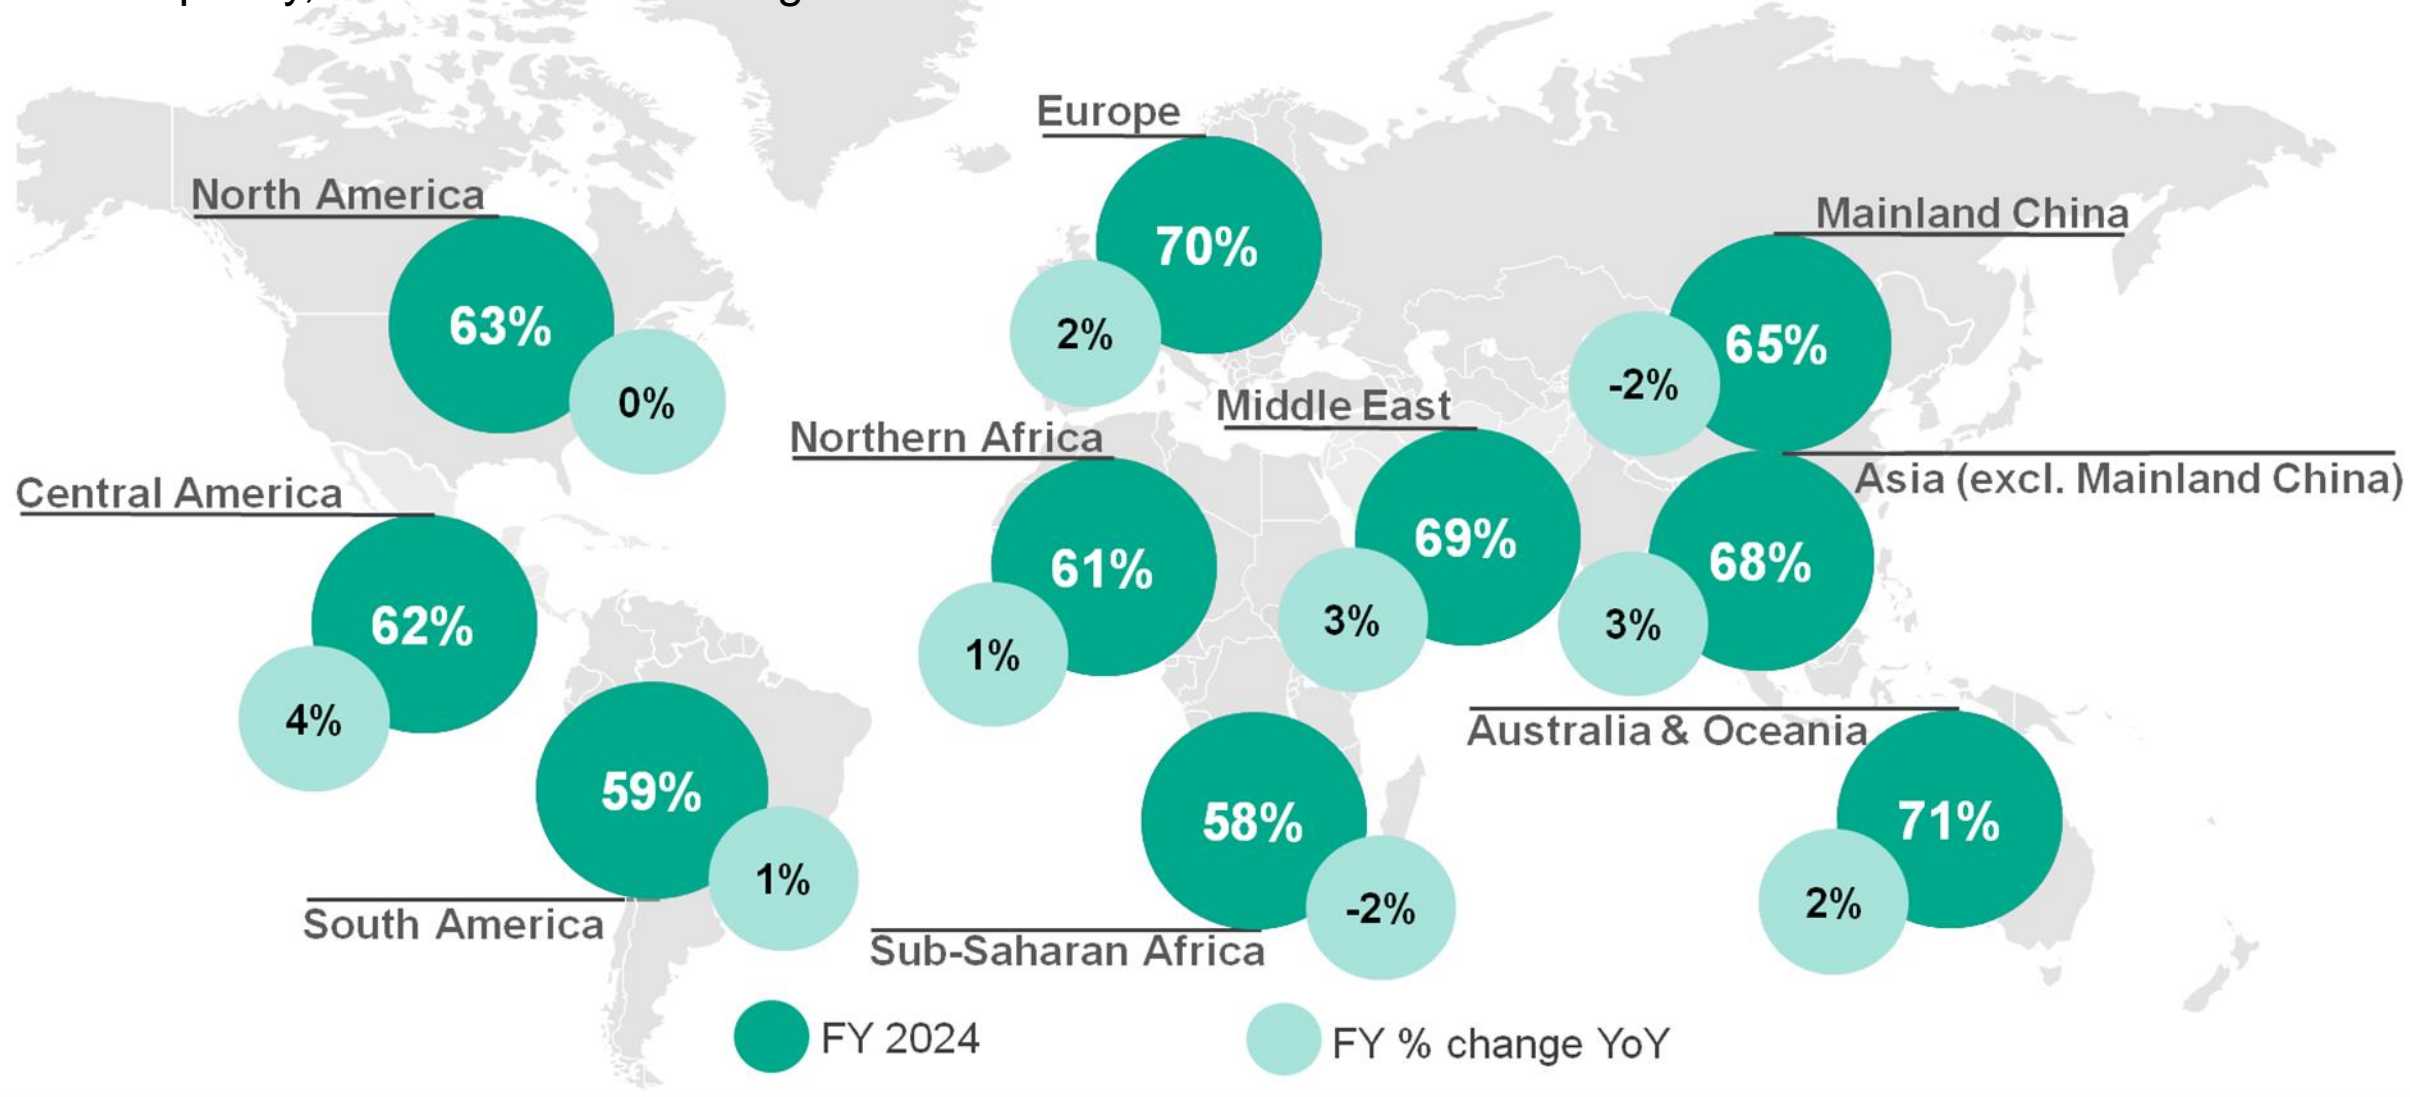 Europe
70%
2%
North America
63%
0%
Mainland China
65%
-2%
Middle East
69%
3%
Northern Africa
61%
1%
Asia (excl. Mainland China)
68%
3%
Central America
62%
4%
Australia & Oceania
71%
2%
59%
1%
South America
58%
-2%
Sub-Saharan Africa
FY 2024
FY % change YoY